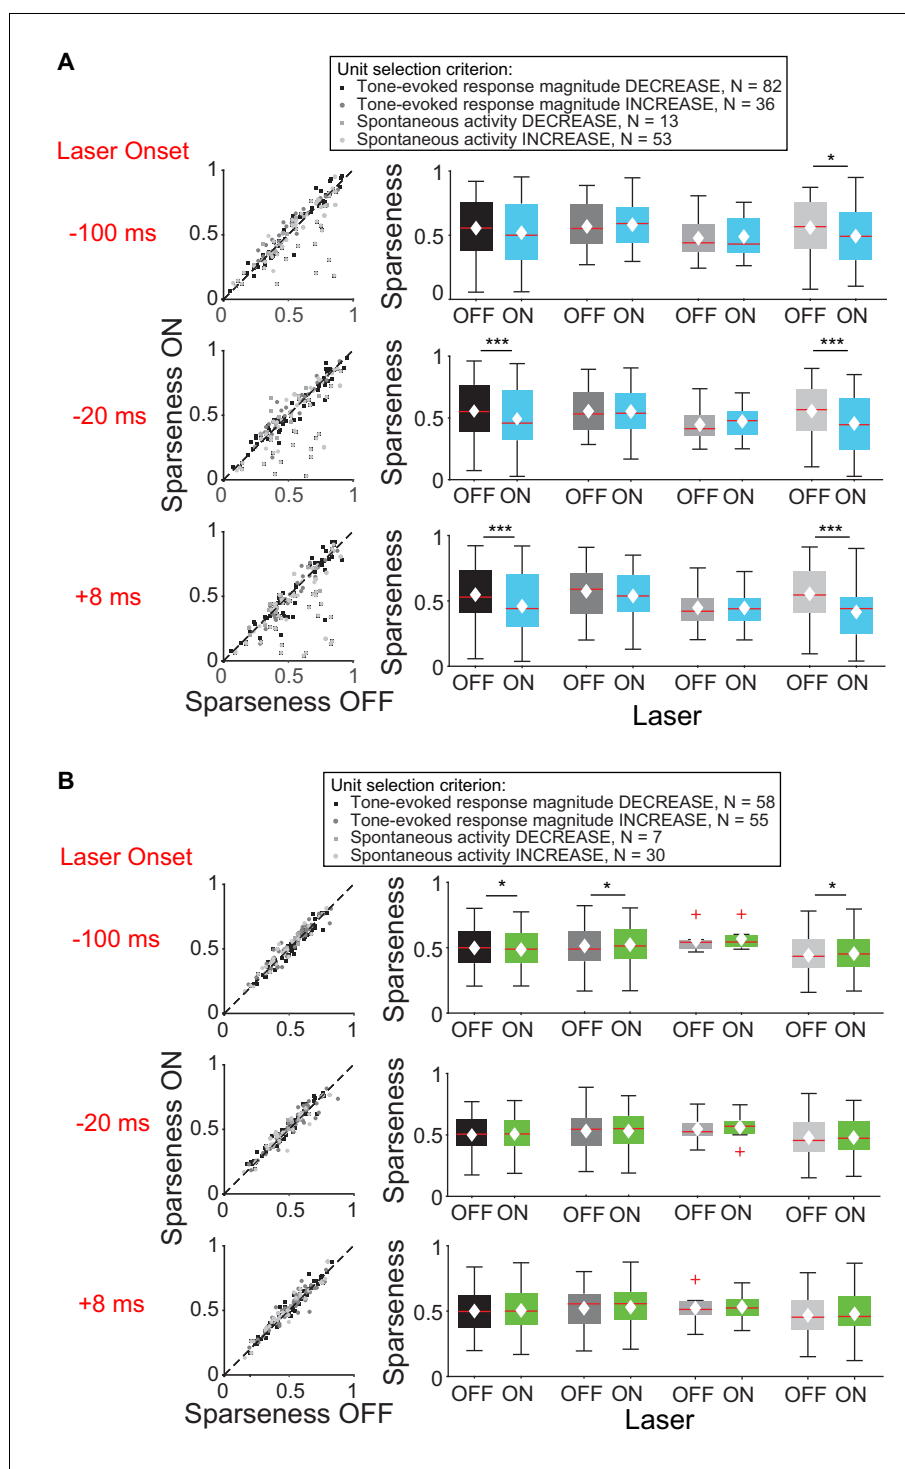 A
Unit selection criterion:
Tone-evoked response magnitude DECREASE, N = 82
Tone-evoked response magnitude INCREASE, N = 36
Spontaneous activity DECREASE, N = 13
Spontaneous activity INCREASE, N = 53
Laser Onset
-100 ms
1
0.5
0
0.5
1
Sparseness
1
0.5
0
*
OFF ON OFF ON OFF ON OFF ON
Sparseness ON
-20 ms
1
0.5
0
0
0.5
1
Sparseness
1
0.5
0
*** ***
OFF ON OFF ON OFF ON OFF ON
+8 ms
1
0.5
0
0
0.5
1
Sparseness OFF
Sparseness
1
0.5
0
*** ***
OFF ON OFF ON OFF ON OFF ON
Laser
B
Unit selection criterion:
Tone-evoked response magnitude DECREASE, N = 58
Tone-evoked response magnitude INCREASE, N = 55
Spontaneous activity DECREASE, N = 7
Spontaneous activity INCREASE, N = 30
Laser Onset
-100 ms
1
0.5
0
0
0.5
1
Sparseness
1
0.5
0
* * *
OFF ON OFF ON OFF ON OFF ON
Sparseness ON
-20 ms
1
0.5
0
0
0.5
1
Sparseness
1
0.5
0
OFF ON OFF ON OFF ON OFF ON
+8 ms
1
0.5
0
0
0.5
1
Sparseness OFF
Sparseness
1
0.5
0
OFF ON OFF ON OFF ON OFF ON
Laser